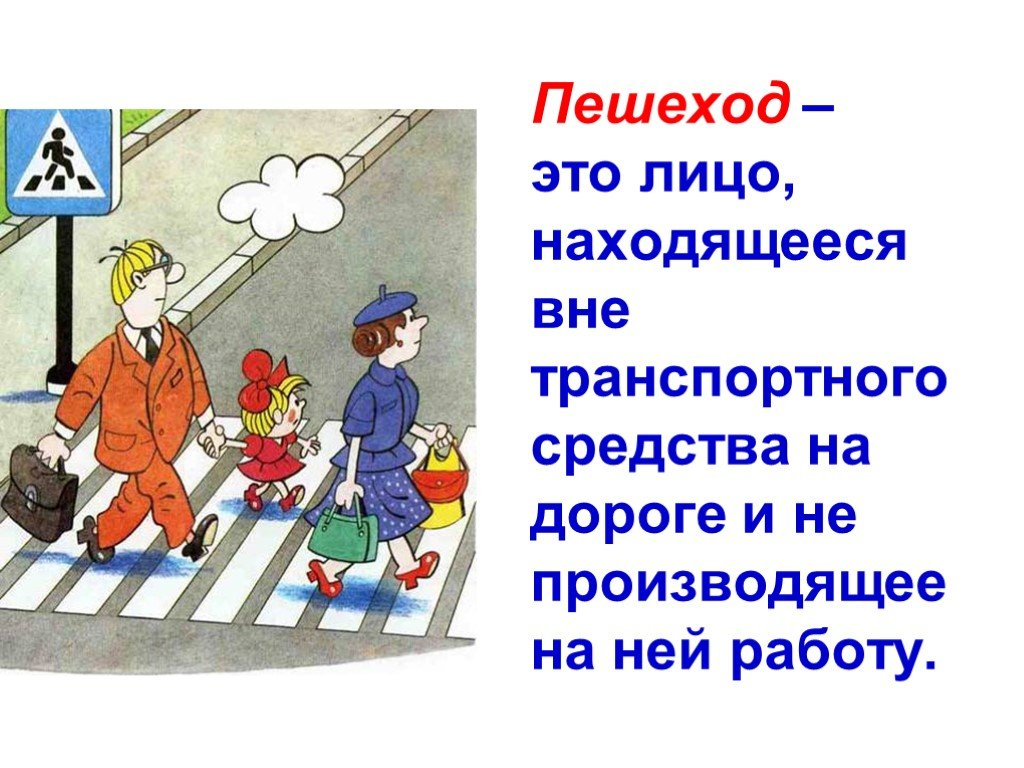 Пешеход –
это лицо,
находящееся
вне
транспортного
средства на
дороге и не
производящее
на ней работу.